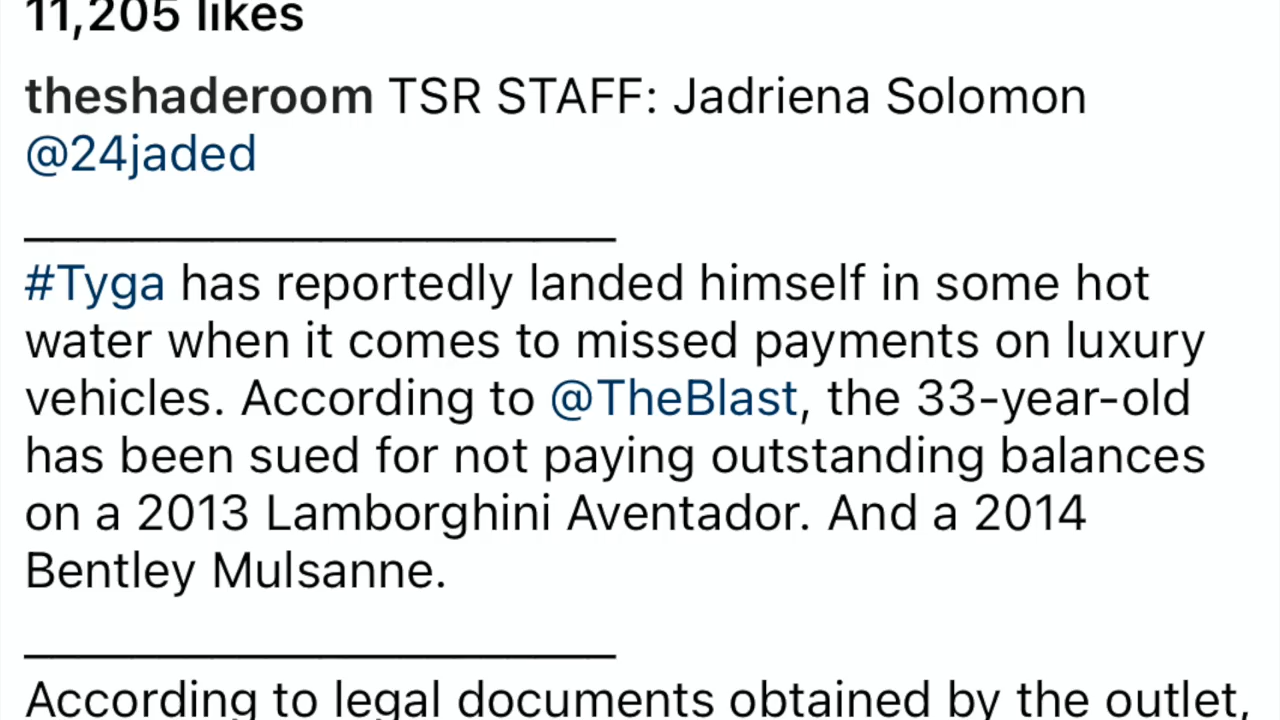 11,205 likes
theshaderoom TSR STAFF: Jadriena Solomon
@24jaded
#Tyga has reportedly landed himself in some hot
water when it comes to missed payments on luxury
vehicles. According to @TheBlast, the 33-year-old
has been sued for not paying outstanding balances
on a 2013 Lamborghini Aventador. And a 2014
Bentley Mulsanne.
According to legal documents obtained by the outlet,